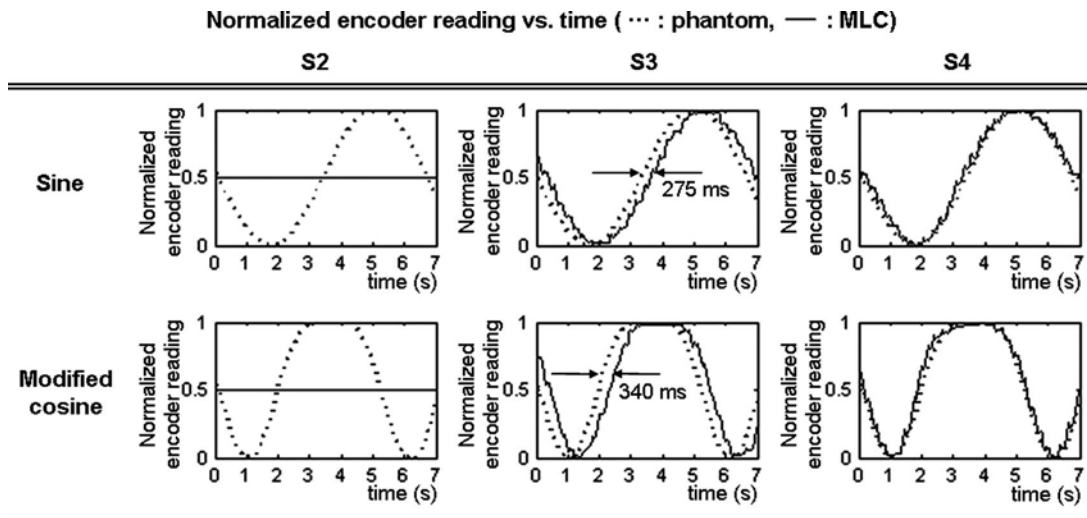 Normalized encoder reading vs. time ( ··· : phantom, — : MLC)
S2 S3 S4
Sine
Normalized encoder reading
1
0.5
0
0 1 2 3 4 5 6 7
time (s)
Normalized encoder reading
1
0.5
0
275 ms
0 1 2 3 4 5 6 7
time (s)
Normalized encoder reading
1
0.5
0
0 1 2 3 4 5 6 7
time (s)
Modified
cosine
Normalized encoder reading
1
0.5
0
0 1 2 3 4 5 6 7
time (s)
Normalized encoder reading
1
0.5
0
340 ms
0 1 2 3 4 5 6 7
time (s)
Normalized encoder reading
1
0.5
0
0 1 2 3 4 5 6 7
time (s)